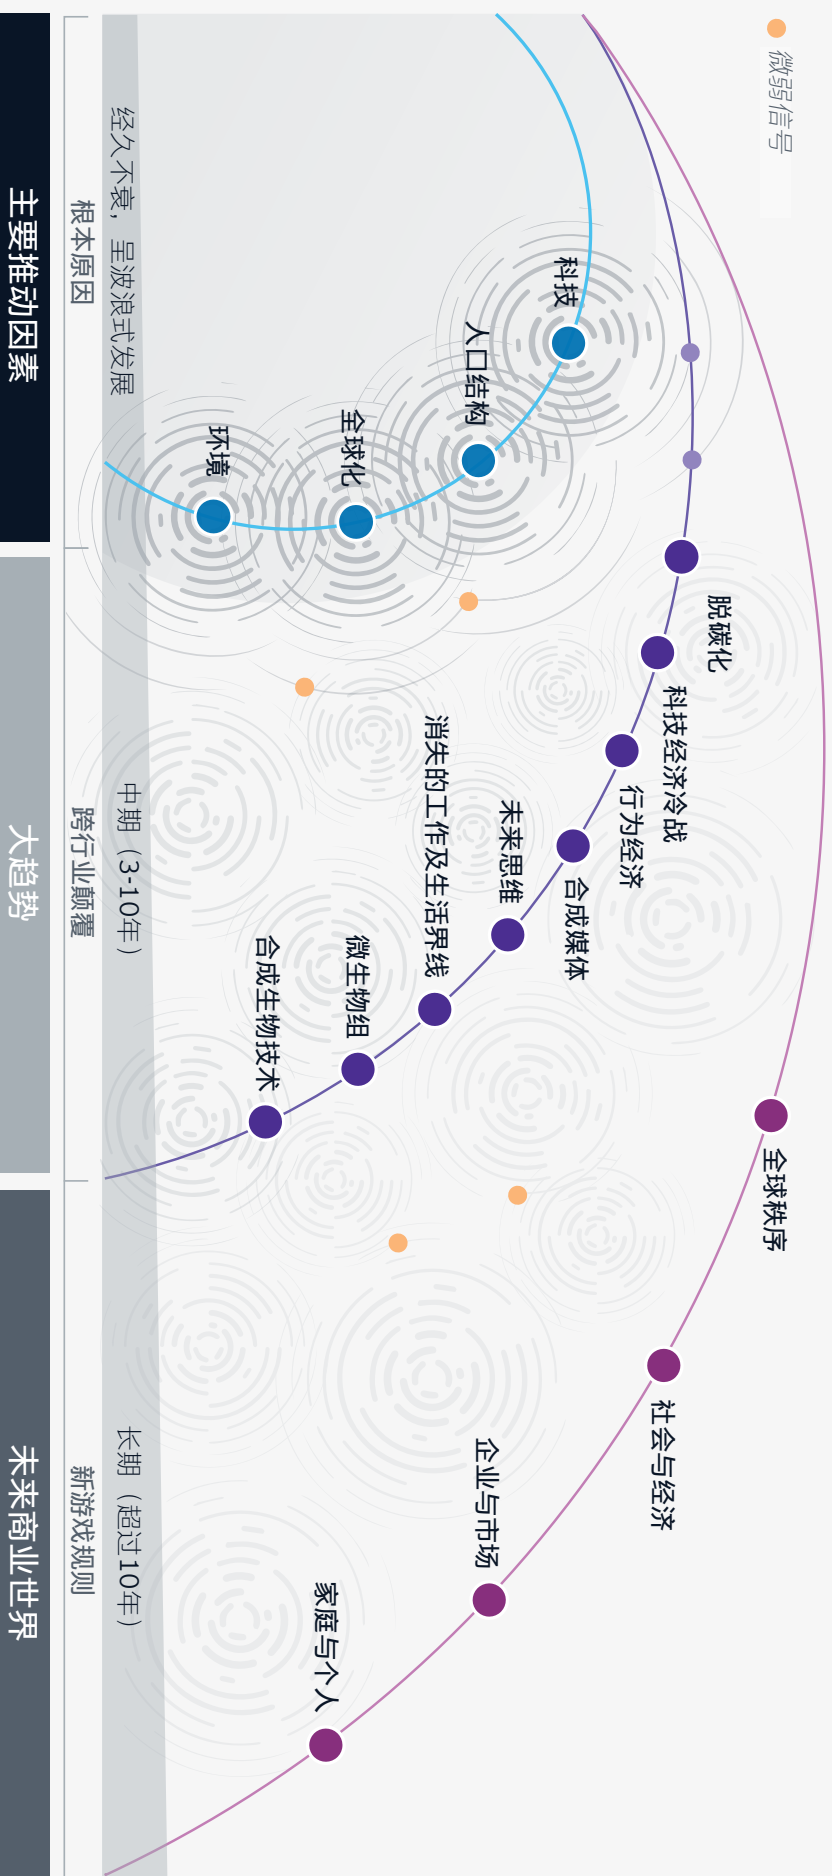 微弱信号
科技
人口结构
全球化
环境
经久不衰，呈波浪式发展
根本原因
主要推动因素
脱碳化
科技经济冷战
行为经济
合成媒体
未来思维
消失的工作及生活界线
微生物组
合成生物技术
中期（3-10年）
跨行业颠覆
大趋势
全球秩序
社会与经济
企业与市场
家庭与个人
长期（超过10年）
新游戏规则
未来商业世界